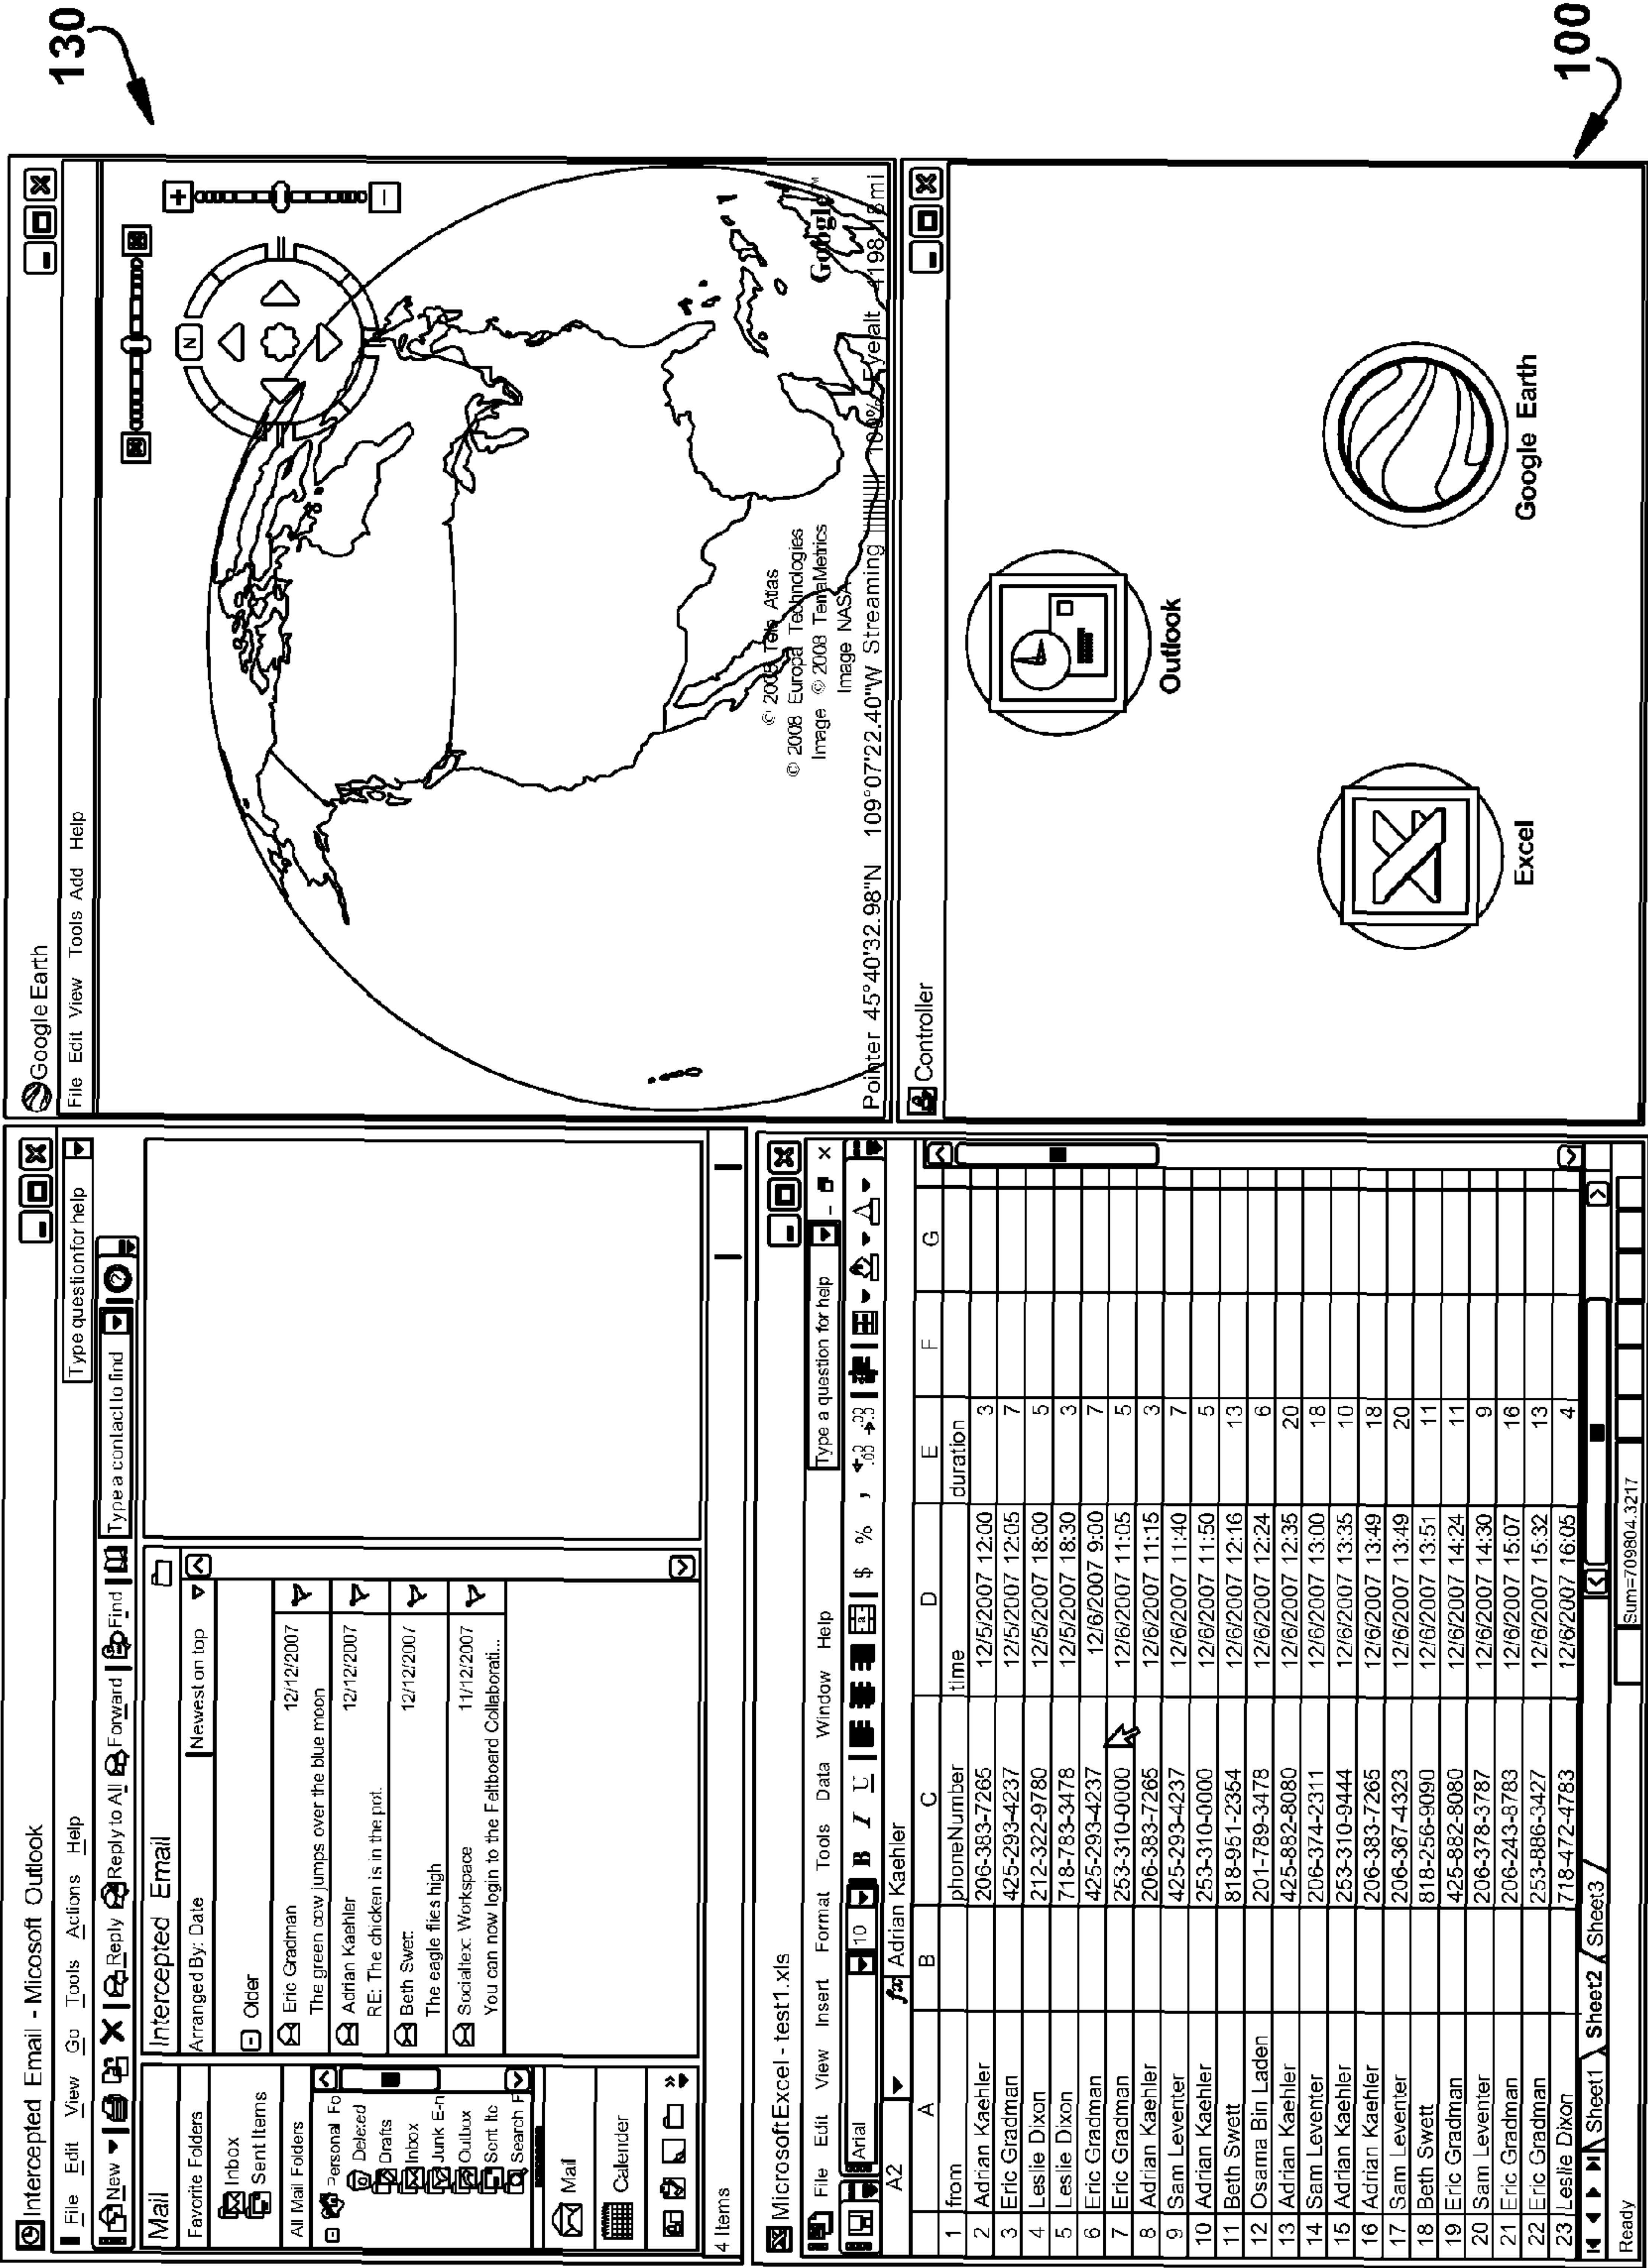 130
100
Intercepted Email - Micosoft Outlook
File Edit View Go Tools Actions Help
Type questionfor help
New Reply Reply to All Forward Find Type a contact to find
Mail
Favorite Folders
Inbox
Sent Items
All Mail Folders
Personal Fo
Deleted
Drafts
Inbox
Junk E-n
Outbux
Sent Itc
Search F
Mail
Calender
4 Items
Intercepted Email
Arranged By: Date Newest on top
Older
Eric Gradman 12/12/2007
The green cow jumps over the blue moon
Adrian Kaehler 12/12/2007
RE: The chicken is in the pot.
Beth Swett 12/12/2007
The eagle flies high
Socialtex: Workspace 11/12/2007
You can now login to the Feltboard Collaborati...
Google Earth
File Edit View Tools Add Help
N
© 2008 Tele Atlas
© 2008 Europa Technologies
Image © 2008 TerraMetrics
Image NASA
Google™
Pointer 45°40'32.98"N 109°07'22.40"W Streaming 100% Eye alt 4198.18mi
MicrosoftExcel - test1.xls
File Edit View Insert Format Tools Data Window Help
Type a question for help
Arial 10 B I U $ % ,
A2 fx Adrian Kaehler
A B C D E F G
1 from phoneNumber time duration
2 Adrian Kaehler 206-383-7265 12/5/2007 12:00 3
3 Eric Gradman 425-293-4237 12/5/2007 12:05 7
4 Leslie Dixon 212-322-9780 12/5/2007 18:00 5
5 Leslie Dixon 718-783-3478 12/5/2007 18:30 3
6 Eric Gradman 425-293-4237 12/6/2007 9:00 7
7 Eric Gradman 253-310-0000 12/6/2007 11:05 5
8 Adrian Kaehler 206-383-7265 12/6/2007 11:15 3
9 Sam Leventer 425-293-4237 12/6/2007 11:40 7
10 Adrian Kaehler 253-310-0000 12/6/2007 11:50 5
11 Beth Swett 818-951-2354 12/6/2007 12:16 13
12 Osama Bin Laden 201-789-3478 12/6/2007 12:24 6
13 Adrian Kaehler 425-882-8080 12/6/2007 12:35 20
14 Sam Leventer 206-374-2311 12/6/2007 13:00 18
15 Adrian Kaehler 253-310-9444 12/6/2007 13:35 10
16 Adrian Kaehler 206-383-7265 12/6/2007 13:49 18
17 Sam Leventer 206-367-4323 12/6/2007 13:49 20
18 Beth Swett 818-256-9090 12/6/2007 13:51 11
19 Eric Gradman 425-882-8080 12/6/2007 14:24 11
20 Sam Leventer 206-378-3787 12/6/2007 14:30 9
21 Eric Gradman 206-243-8783 12/6/2007 15:07 16
22 Eric Gradman 253-886-3427 12/6/2007 15:32 13
23 Leslie Dixon 718-472-4783 12/6/2007 16:05 4
Sheet1 Sheet2 Sheet3
Ready Sum=709804.3217
Controller
Outlook
Excel
Google Earth